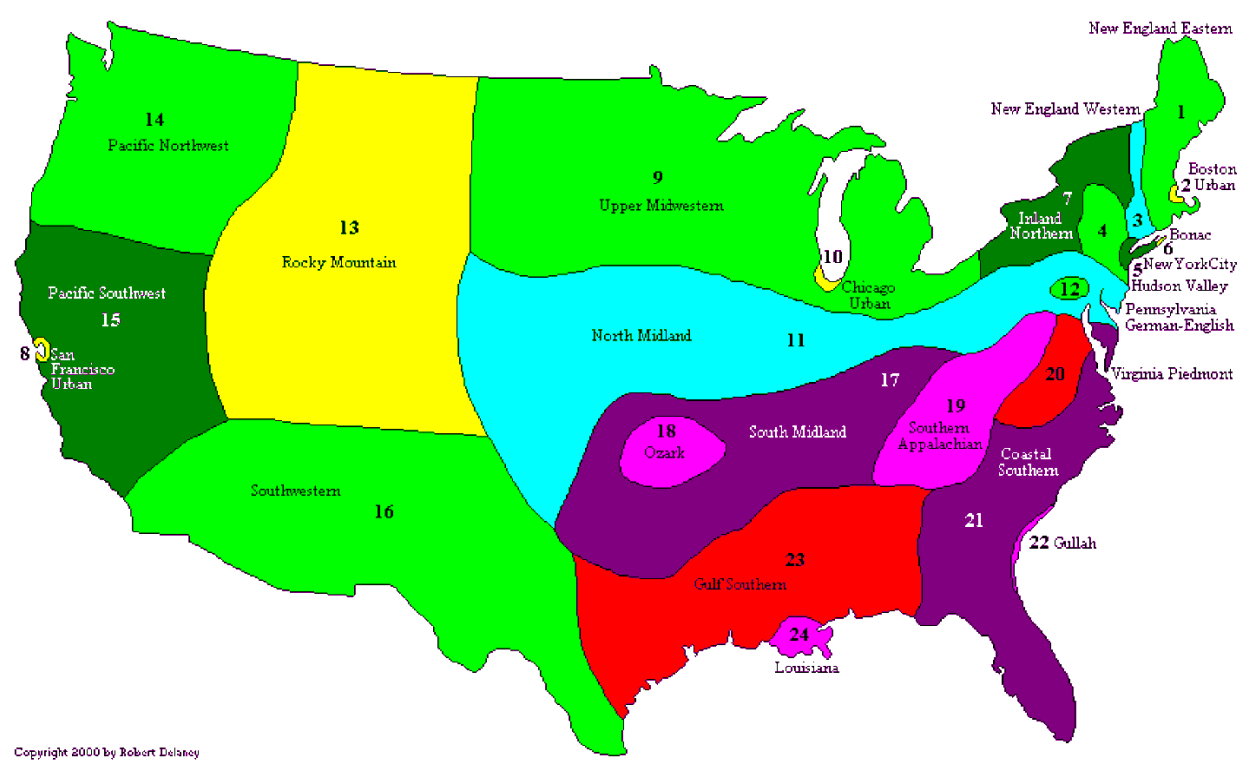 New England Eastern
New England Western
1
14
Pacific Northwest
9
Upper Midwestern
Boston
2 Urban
7
Inland
Northern
4
3
13
Rocky Mountain
10
Bonac
6
5
New York City
Hudson Valley
Pacific Southwest
15
Chicago
Urban
12
Pennsylvania
German-English
North Midland
11
8
San
Francisco
Urban
17
20
Virginia Piedmont
18
Ozark
South Midland
19
Southern
Appalachian
Coastal
Southern
Southwestern
16
21
22 Gullah
23
Gulf Southern
24
Louisiana
Copyright 2000 by Robert Delaney